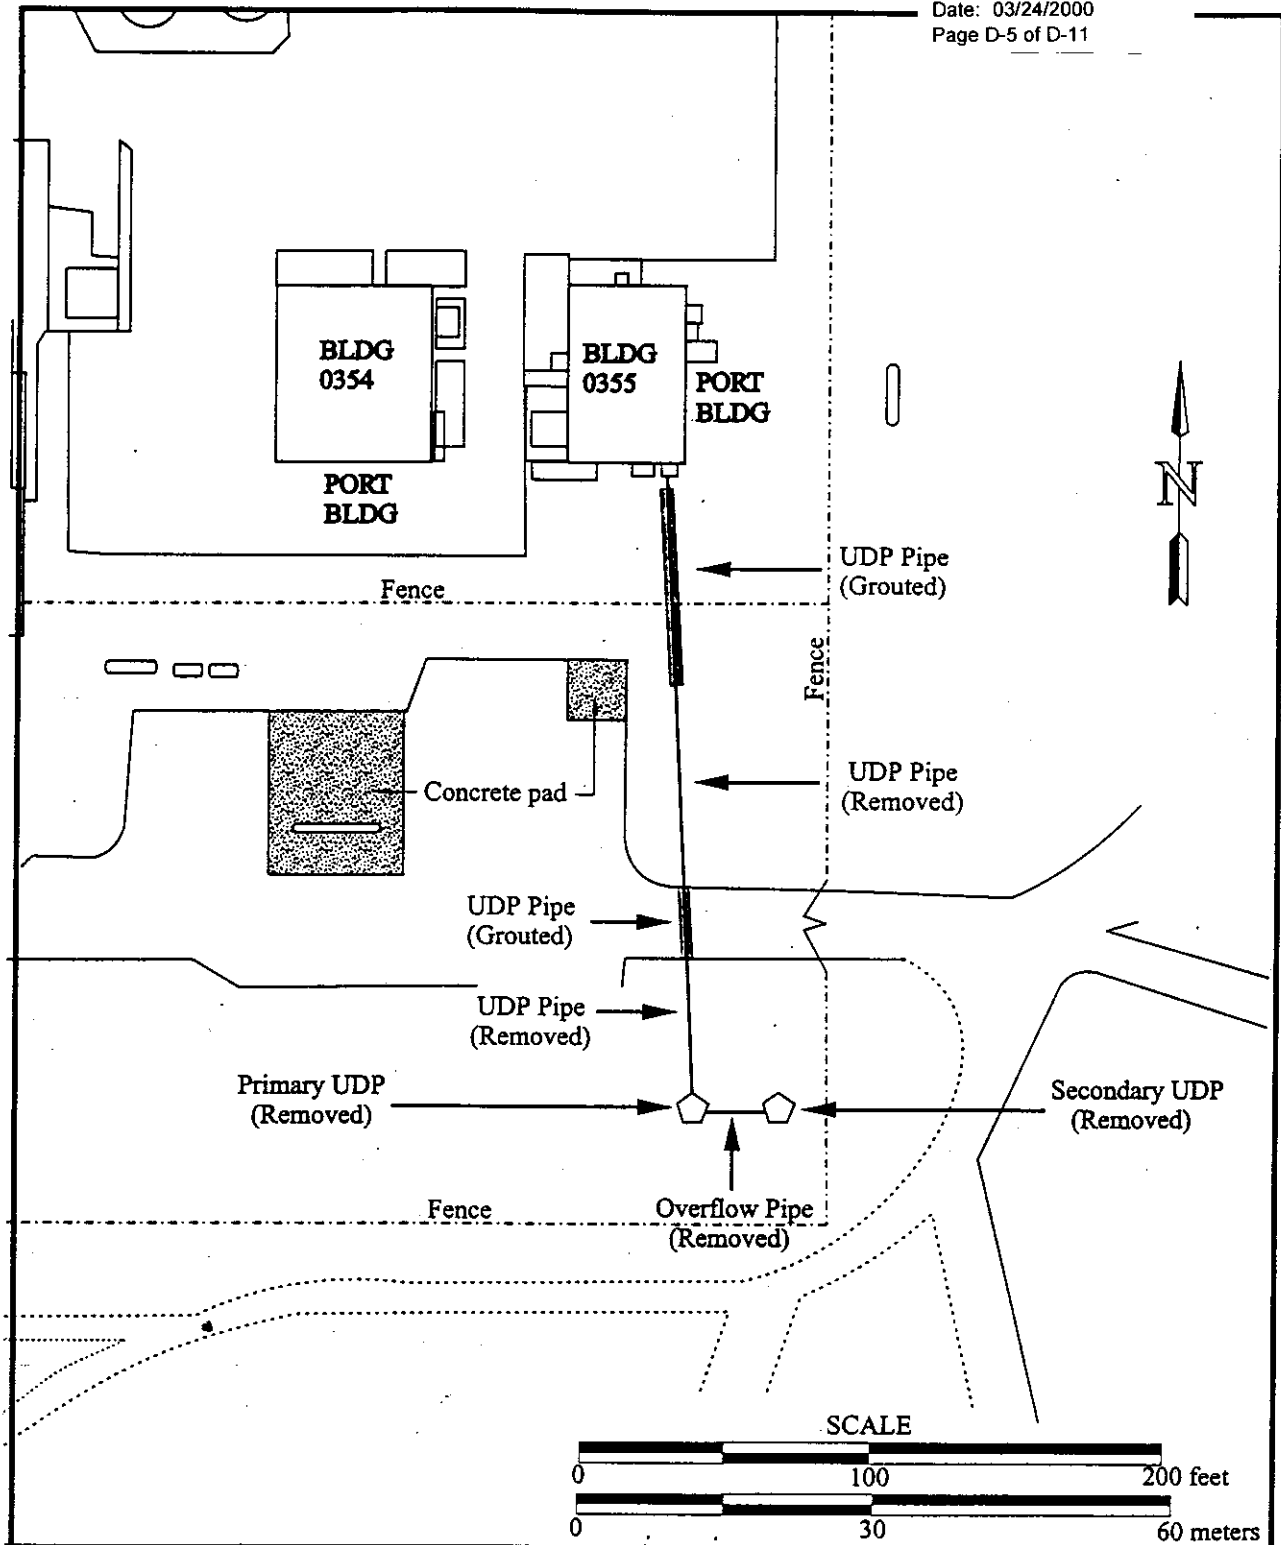 Date: 03/24/2000
Page D-5 of D-11
BLDG
0354
BLDG
0355
PORT
BLDG
PORT
BLDG
N
UDP Pipe
(Grouted)
Fence
Fence
UDP Pipe
(Removed)
Concrete pad
UDP Pipe
(Grouted)
UDP Pipe
(Removed)
Primary UDP
(Removed)
Secondary UDP
(Removed)
Fence
Overflow Pipe
(Removed)
SCALE
0 100 200 feet
0 30 60 meters